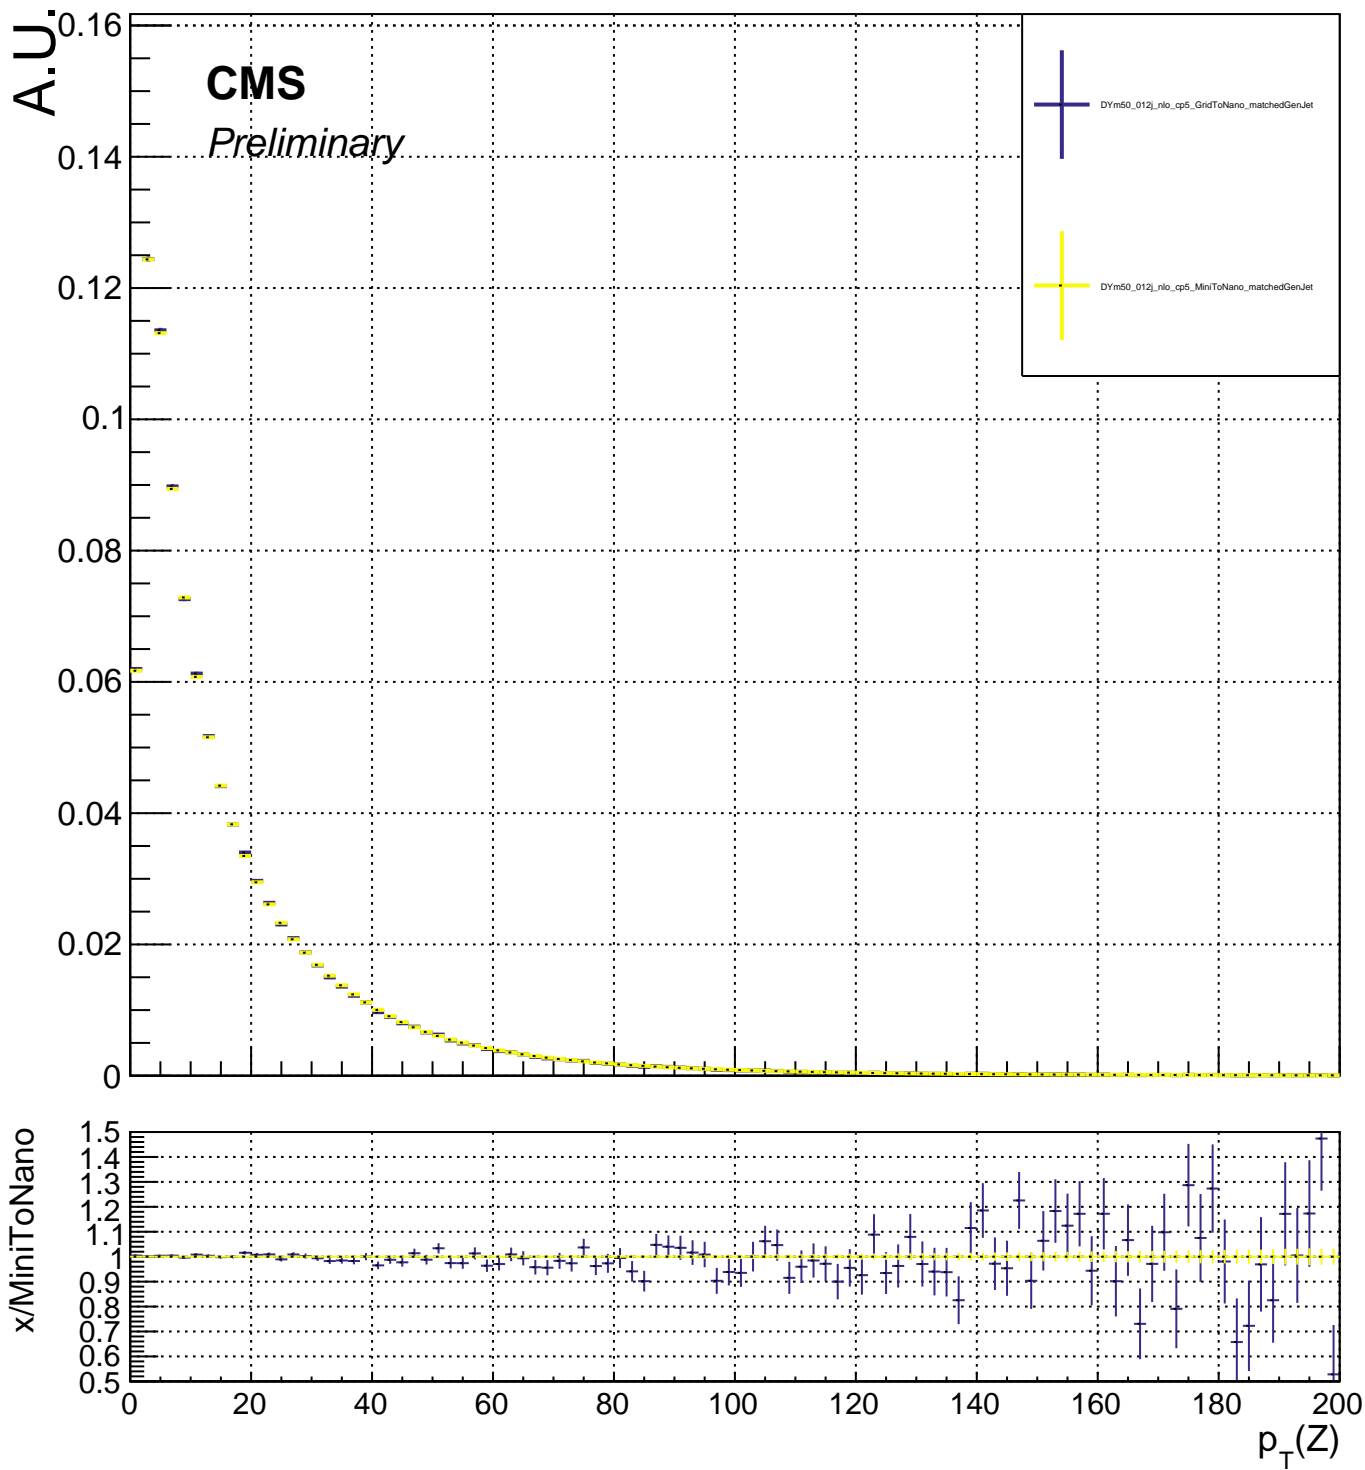 A.U.
0.16
0.14
0.12
0.1
0.08
0.06
0.04
0.02
0
CMS
Preliminary
DYm50_012j_nlo_cp5_GridToNano_matchedGenJet
DYm50_012j_nlo_cp5_MiniToNano_matchedGenJet
x/MiniToNano
1.5
1.4
1.3
1.2
1.1
1
0.9
0.8
0.7
0.6
0.5
0 20 40 60 80 100 120 140 160 180 200
p_T(Z)